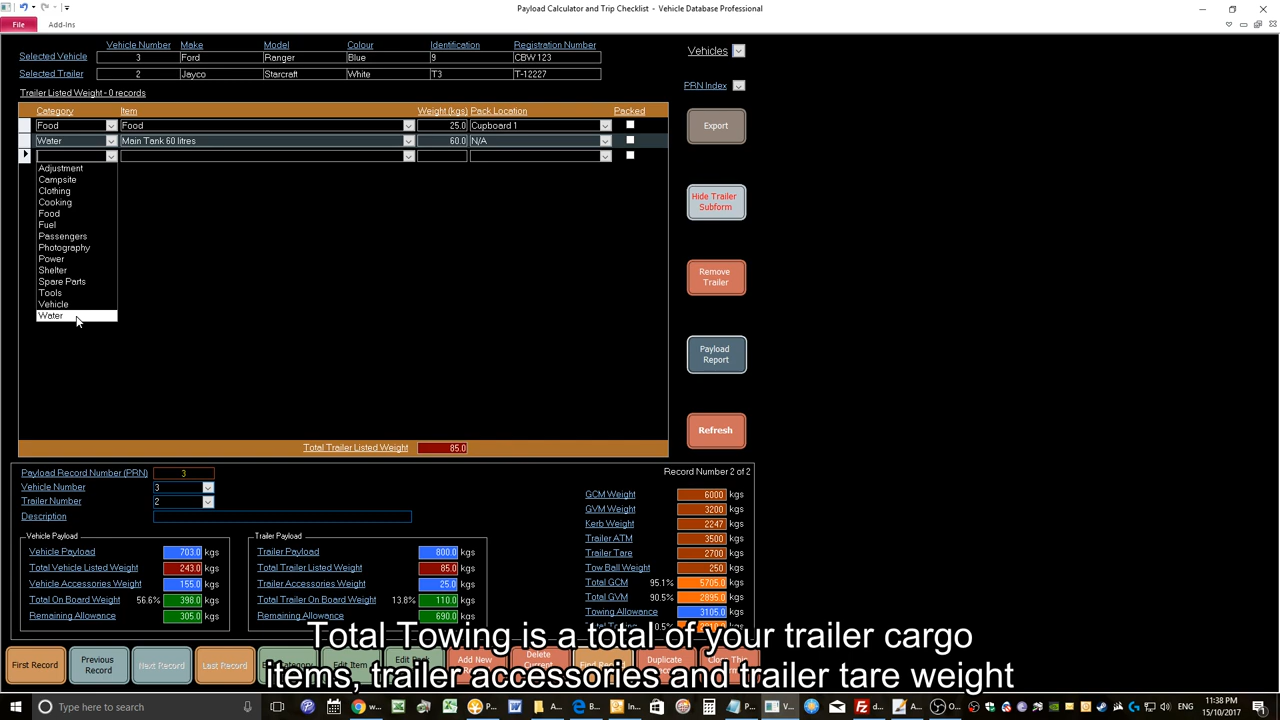 Payload Calculator and Trip Checklist - Vehicle Database Professional
File Add-Ins
Vehicle Number Make Model Colour Identification Registration Number
Selected Vehicle 3 Ford Ranger Blue 9 CBW 123
Selected Trailer 2 Jayco Starcraft White T3 T-12227
Vehicles
PRN Index
Trailer Listed Weight - 0 records
Category Item Weight (kgs) Pack Location Packed
Food Food 25.0 Cupboard 1
Water Main Tank 60 litres 60.0 N/A
Adjustment
Campsite
Clothing
Cooking
Food
Fuel
Passengers
Photography
Power
Shelter
Spare Parts
Tools
Vehicle
Water
Export
Hide Trailer
Subform
Remove
Trailer
Payload
Report
Refresh
Total Trailer Listed Weight 85.0
Payload Record Number (PRN) 3
Vehicle Number 3
Trailer Number 2
Description
Record Number 2 of 2
GCM Weight 6000 kgs
GVM Weight 3200 kgs
Kerb Weight 2247 kgs
Trailer ATM 3500 kgs
Trailer Tare 2700 kgs
Tow Ball Weight 250 kgs
Total GCM 95.1% 5705.0 kgs
Total GVM 90.5% 2895.0 kgs
Towing Allowance 3105.0 kgs
Vehicle Payload
Vehicle Payload 703.0 kgs
Total Vehicle Listed Weight 243.0 kgs
Vehicle Accessories Weight 155.0 kgs
Total On Board Weight 56.6% 398.0 kgs
Remaining Allowance 305.0 kgs
Trailer Payload
Trailer Payload 800.0 kgs
Total Trailer Listed Weight 85.0 kgs
Trailer Accessories Weight 25.0 kgs
Total Trailer On Board Weight 13.8% 110.0 kgs
Remaining Allowance 690.0 kgs
Total Towing is a total of your trailer cargo
items, trailer accessories and trailer tare weight
First Record
Previous
Record
Next Record
Last Record
Edit Item
Add New
Delete
Current
Find Record
Duplicate
Type here to search
11:38 PM
15/10/2017